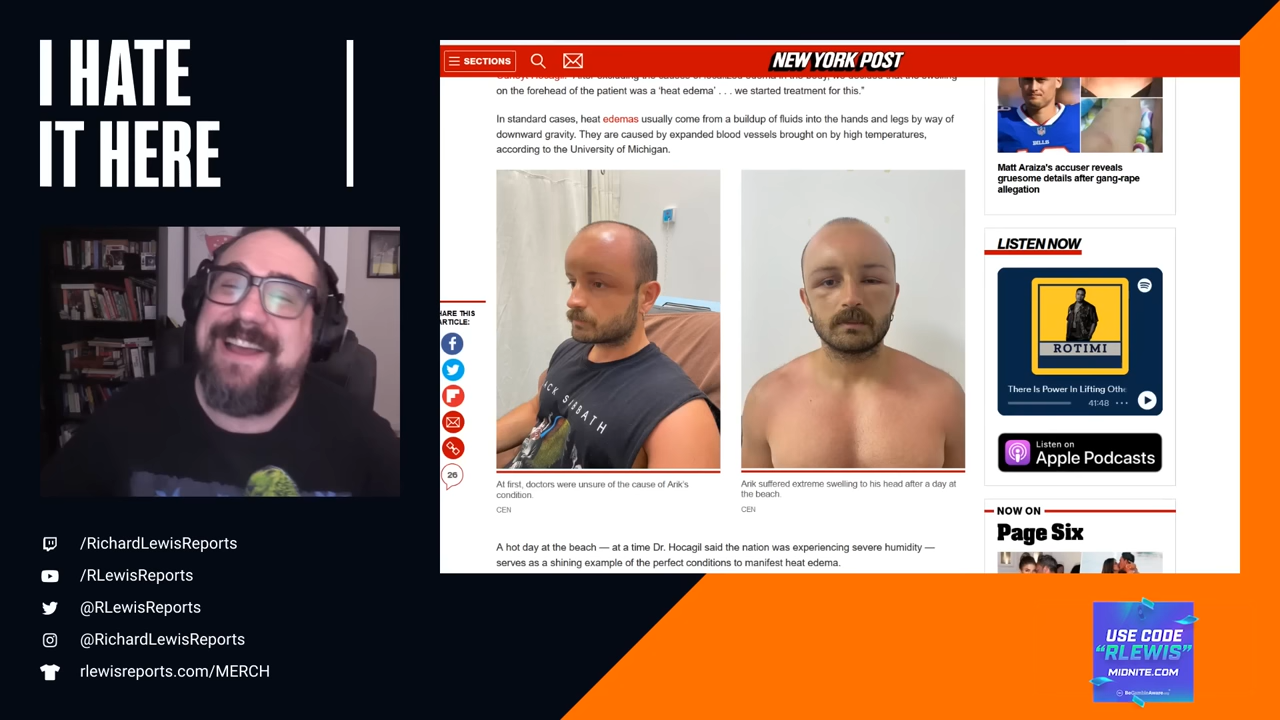 I HATE
IT HERE
SECTIONS
NEW YORK POST
on the forehead of the patient was a ‘heat edema’ . . . we started treatment for this.”
In standard cases, heat edemas usually come from a buildup of fluids into the hands and legs by way of
downward gravity. They are caused by expanded blood vessels brought on by high temperatures,
according to the University of Michigan.
BILLS
Matt Araiza's accuser reveals
gruesome details after gang-rape
allegation
LISTEN NOW
ROTIMI
There Is Power In Lifting Oth
41:48
Listen on
Apple Podcasts
HARE THIS
ARTICLE:
26
ACK SABBATH
At first, doctors were unsure of the cause of Arik's
condition.
CEN
Arik suffered extreme swelling to his head after a day at
the beach.
CEN
NOW ON
Page Six
A hot day at the beach — at a time Dr. Hocagil said the nation was experiencing severe humidity —
serves as a shining example of the perfect conditions to manifest heat edema.
/RichardLewisReports
/RLewisReports
@RLewisReports
@RichardLewisReports
rlewisreports.com/MERCH
USE CODE
“RLEWIS”
MIDNITE.COM
BeGambleAware.org